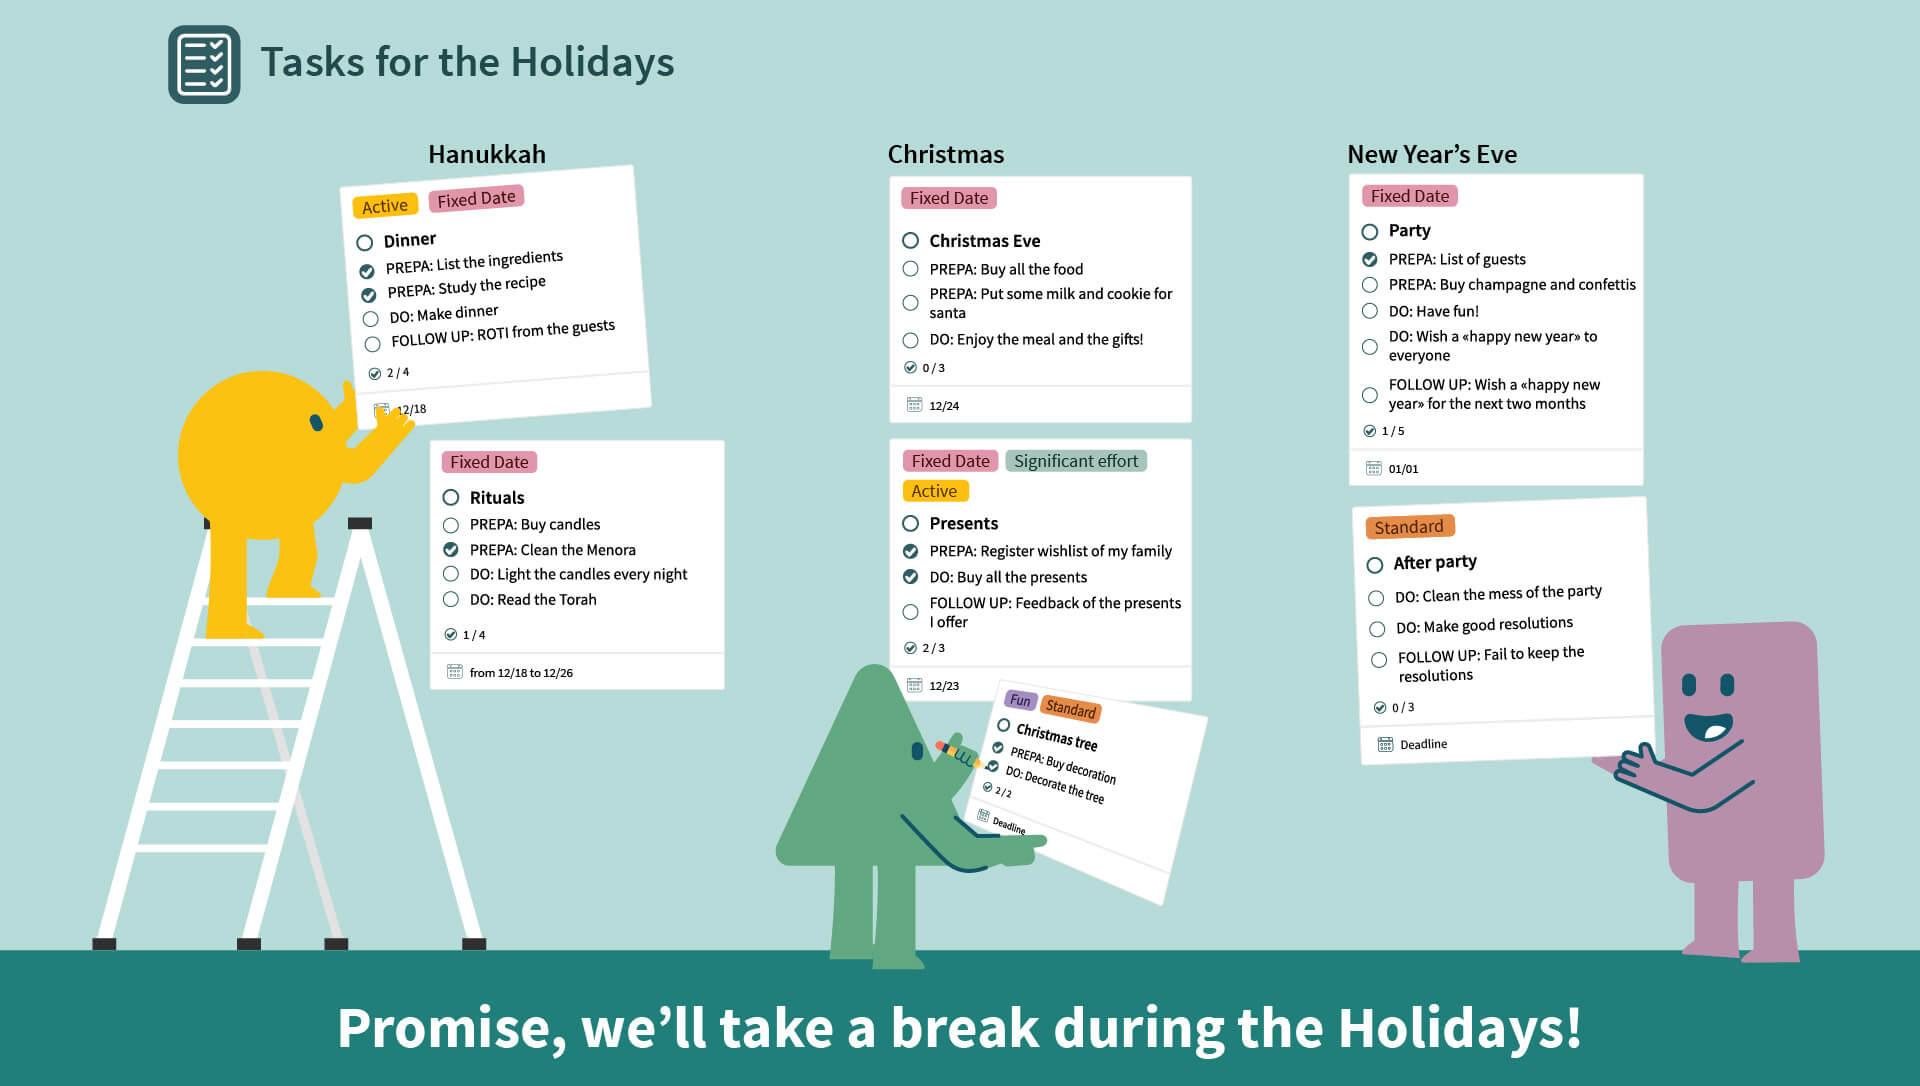 Tasks for the Holidays
Hanukkah
Active Fixed Date
Dinner
PREPA: List the ingredients
PREPA: Study the recipe
DO: Make dinner
FOLLOW UP: ROTI from the guests
2 / 4
12/18
Fixed Date
Rituals
PREPA: Buy candles
PREPA: Clean the Menora
DO: Light the candles every night
DO: Read the Torah
1 / 4
from 12/18 to 12/26
Christmas
Fixed Date
Christmas Eve
PREPA: Buy all the food
PREPA: Put some milk and cookie for
santa
DO: Enjoy the meal and the gifts!
0 / 3
12/24
Fixed Date Significant effort
Active
Presents
PREPA: Register wishlist of my family
DO: Buy all the presents
FOLLOW UP: Feedback of the presents
I offer
2 / 3
12/23
Fun Standard
Christmas tree
PREPA: Buy decoration
DO: Decorate the tree
2 / 2
Deadline
New Year’s Eve
Fixed Date
Party
PREPA: List of guests
PREPA: Buy champagne and confettis
DO: Have fun!
DO: Wish a «happy new year» to
everyone
FOLLOW UP: Wish a «happy new
year» for the next two months
1 / 5
01/01
Standard
After party
DO: Clean the mess of the party
DO: Make good resolutions
FOLLOW UP: Fail to keep the
resolutions
0 / 3
Deadline
Promise, we’ll take a break during the Holidays!